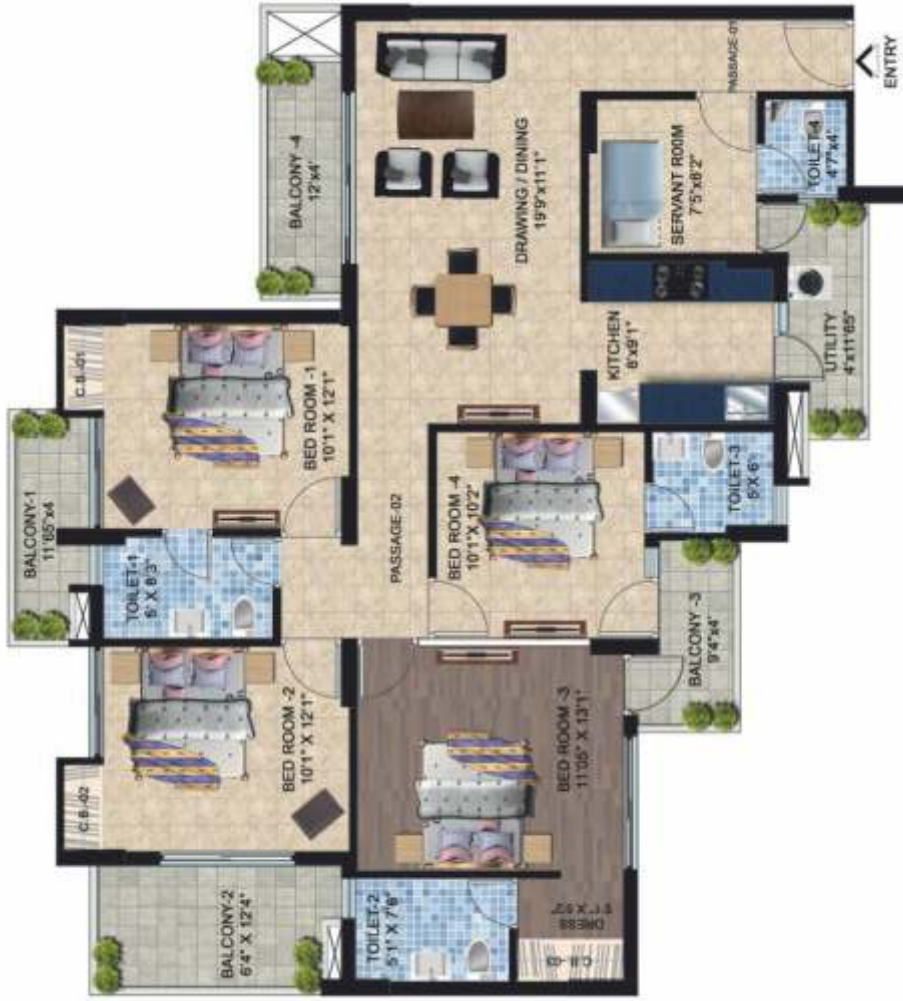 BALCONY-2
6'4" X 12'4"
C.B.-02
BED ROOM -2
10'1" X 12'1"
TOILET-2
5'1" X 7'6"
DRESS
C.B.-03
BED ROOM -3
11'05" X 13'1"
BALCONY-1
11'65"x4
TOILET-1
5' X 8'3"
C.B.-01
BED ROOM -1
10'1" X 12'1"
PASSAGE-02
BED ROOM -4
10'1" X 10'2"
BALCONY -3
9'4"x4'
TOILET-3
5'X 6'
BALCONY -4
12'x4'
DRAWING / DINING
19'9"x11'1"
KITCHEN
8'x9'1"
UTILITY
4'x11'65"
SERVANT ROOM
7'5"x8'2"
TOILET-4
4'7"x4'
PASSAGE-01
ENTRY